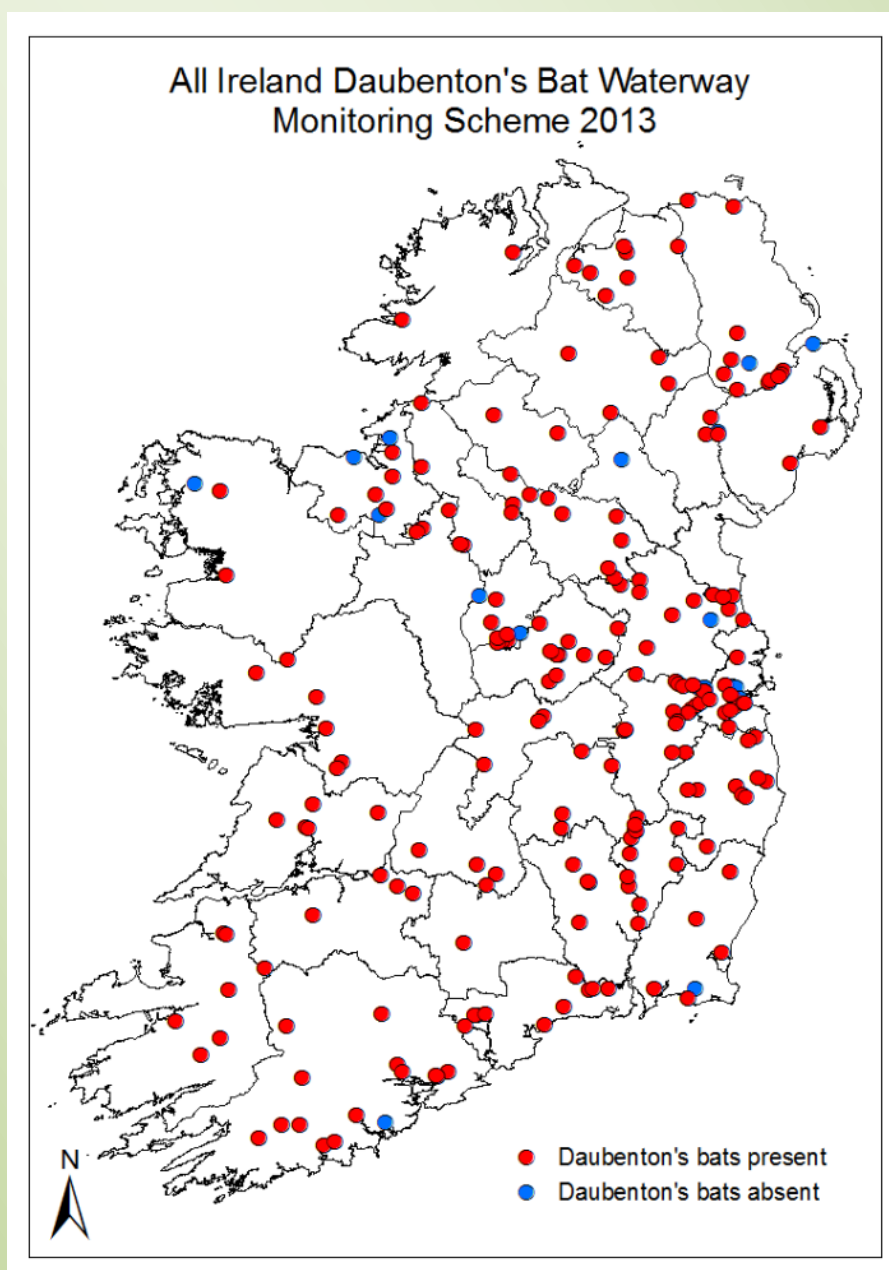 All Ireland Daubenton's Bat Waterway
Monitoring Scheme 2013
N
Daubenton's bats present
Daubenton's bats absent